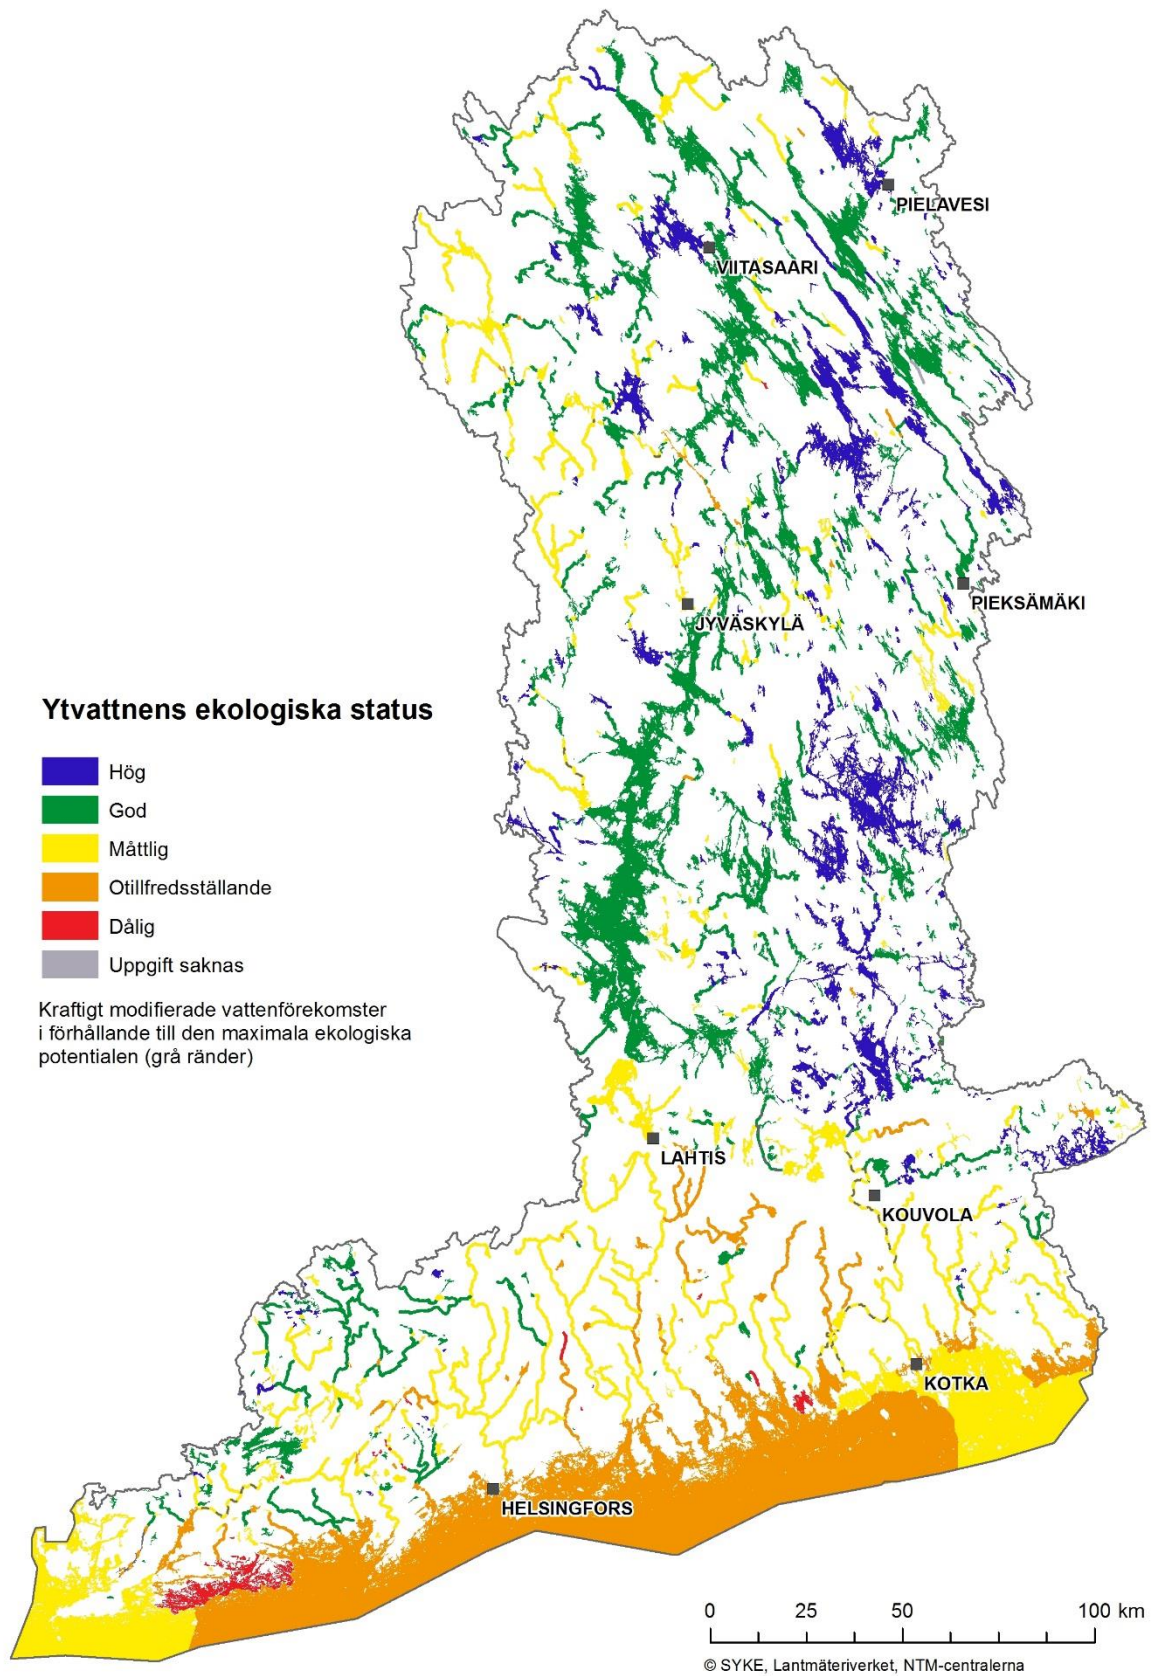 PIELAVESI
VIITASAARI
PIEKSÄMÄKI
JYVÄSKYLÄ
Ytvattnens ekologiska status
Hög
God
Måttlig
Otillfredsställande
Dålig
Uppgift saknas
Kraftigt modifierade vattenförekomster
i förhållande till den maximala ekologiska
potentialen (grå ränder)
LAHTIS
KOUVOLA
KOTKA
HELSINGFORS
0 25 50 100 km
© SYKE, Lantmäteriverket, NTM-centralerna